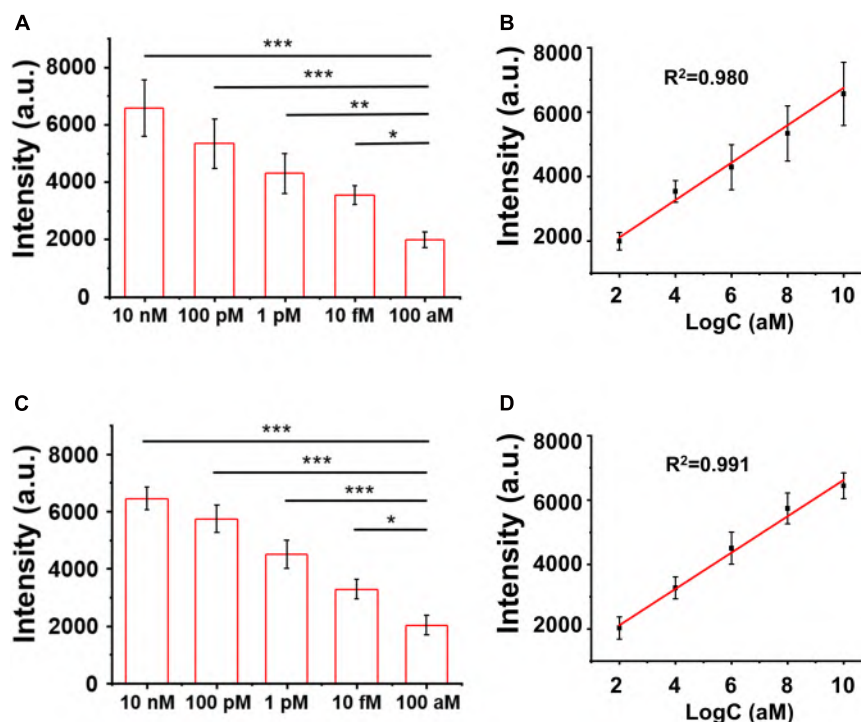 A
Intensity (a.u.)
8000
6000
4000
2000
0
***
***
**
*
10 nM 100 pM 1 pM 10 fM 100 aM
B
Intensity (a.u.)
8000
6000
4000
2000
R²=0.980
2 4 6 8 10
LogC (aM)
C
Intensity (a.u.)
8000
6000
4000
2000
0
***
***
***
*
10 nM 100 pM 1 pM 10 fM 100 aM
D
Intensity (a.u.)
8000
6000
4000
2000
R²=0.991
2 4 6 8 10
LogC (aM)